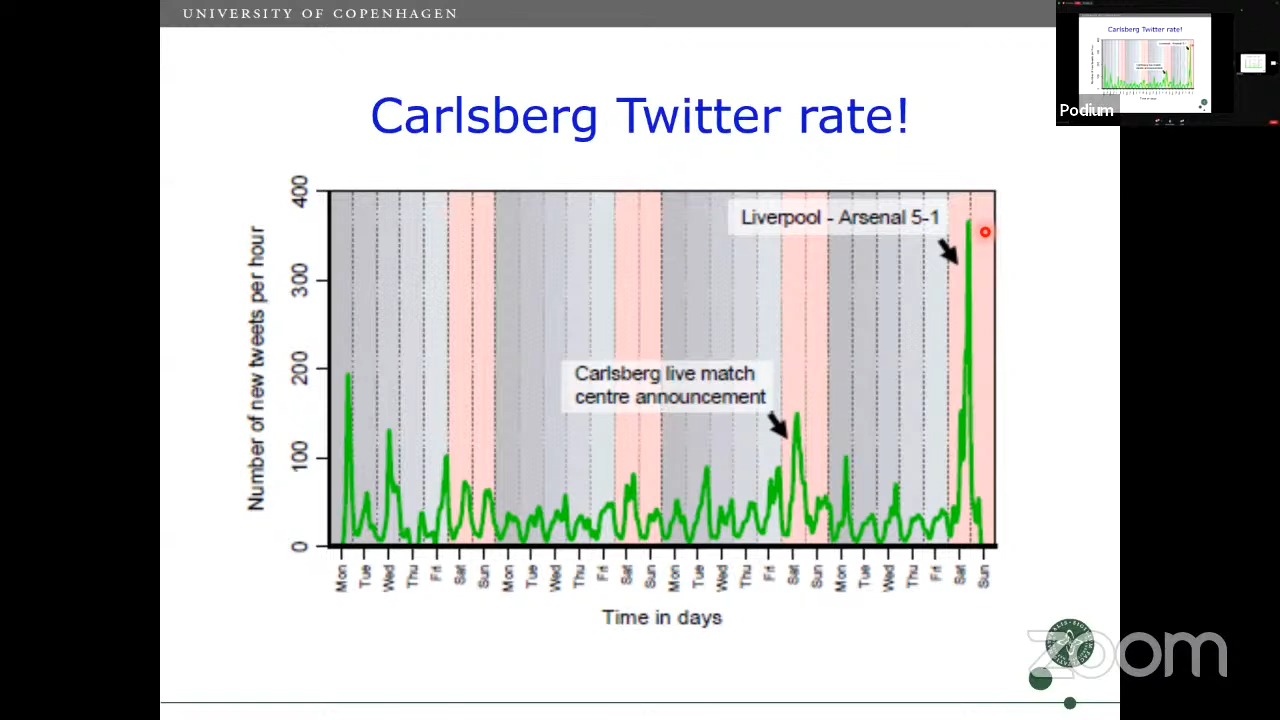 UNIVERSITY OF COPENHAGEN
Carlsberg Twitter rate!
Podium
Carlsberg Twitter rate!
Number of new tweets per hour
400
300
200
100
0
Liverpool - Arsenal 5-1
Carlsberg live match
centre announcement
Mon Tue Wed Thu Fri Sat Sun Mon Tue Wed Thu Fri Sat Sun Mon Tue Wed Thu Fri Sat Sun Mon Tue Wed Thu Fri Sat Sun
Time in days
zoom